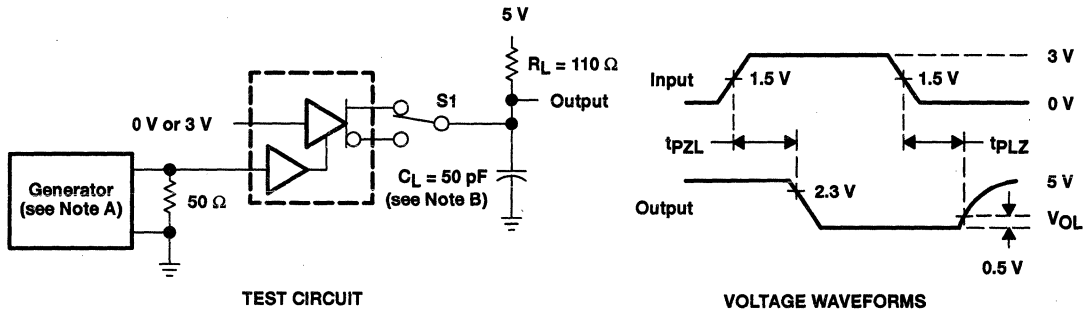 5 V
R_L = 110 Ω
Output
S1
0 V or 3 V
Generator
(see Note A)
50 Ω
C_L = 50 pF
(see Note B)
TEST CIRCUIT
3 V
Input
1.5 V
1.5 V
0 V
t_PZL
t_PLZ
5 V
Output
2.3 V
V_OL
0.5 V
VOLTAGE WAVEFORMS